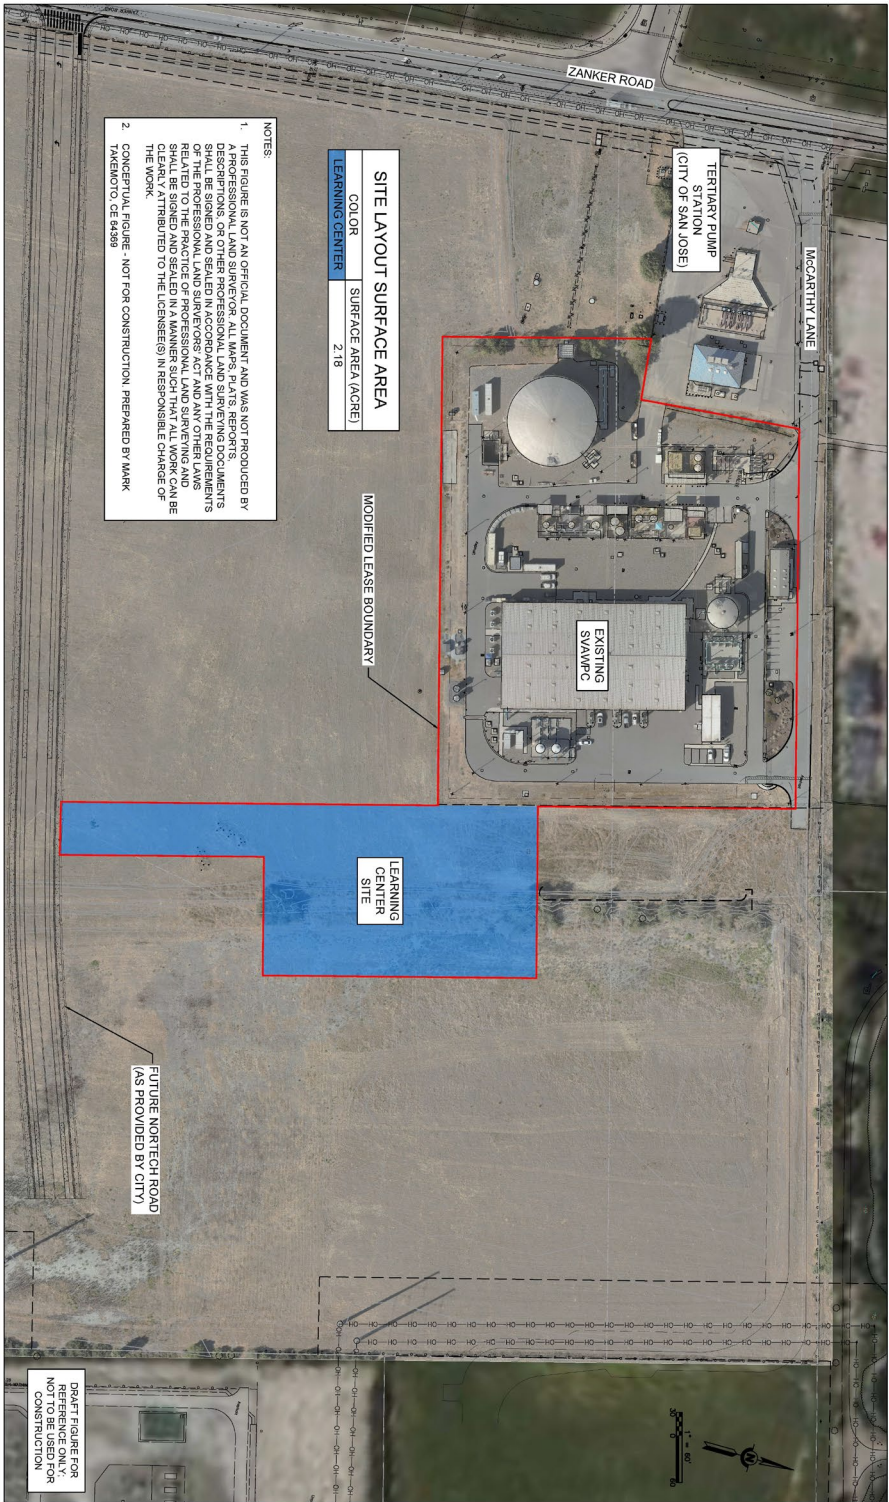 ZANKER ROAD
McCARTHY LANE
TERTIARY PUMP
STATION
(CITY OF SAN JOSE)
EXISTING
SVAWPC
SITE LAYOUT SURFACE AREA
COLOR SURFACE AREA (ACRE)
LEARNING CENTER 2.18
MODIFIED LEASE BOUNDARY
LEARNING
CENTER
SITE
NOTES:
1. THIS FIGURE IS NOT AN OFFICIAL DOCUMENT AND WAS NOT PRODUCED BY
A PROFESSIONAL LAND SURVEYOR. ALL MAPS, PLATS, REPORTS,
DESCRIPTIONS, OR OTHER PROFESSIONAL LAND SURVEYING DOCUMENTS
SHALL BE SIGNED AND SEALED IN ACCORDANCE WITH THE REQUIREMENTS
OF THE PROFESSIONAL LAND SURVEYORS' ACT AND ANY OTHER LAWS
RELATED TO THE PRACTICE OF PROFESSIONAL LAND SURVEYING AND
SHALL BE SIGNED AND SEALED IN A MANNER SUCH THAT ALL WORK CAN BE
CLEARLY ATTRIBUTED TO THE LICENSEE(S) IN RESPONSIBLE CHARGE OF
THE WORK.
2. CONCEPTUAL FIGURE - NOT FOR CONSTRUCTION. PREPARED BY MARK
TAKEMOTO, CE 64369
FUTURE NORTECH ROAD
(AS PROVIDED BY CITY)
N
1" = 60'
30 0 60
DRAFT FIGURE FOR
REFERENCE ONLY;
NOT TO BE USED FOR
CONSTRUCTION